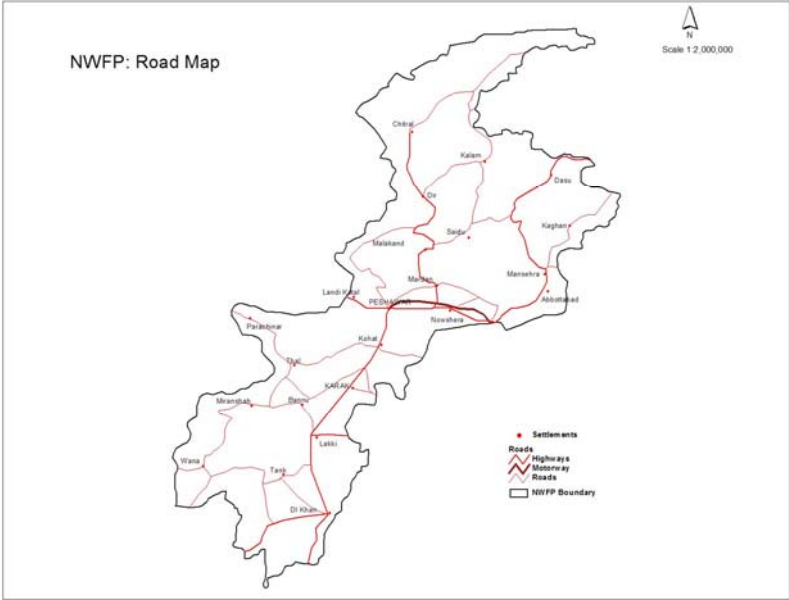 NWFP: Road Map
N
Scale 1:2,000,000
Chitral
Kalam
Dasu
Dir
Kaghan
Saidu
Malakand
Mansehra
Mardan
Landi Kotal
Abbottabad
PESHAWAR
Nowshera
Parachinar
Kohat
Thal
KARAK
Miranshah
Bannu
Lakki
Wana
Tank
DI Khan
Settlements
Roads
Highways
Motorway
Roads
NWFP Boundary